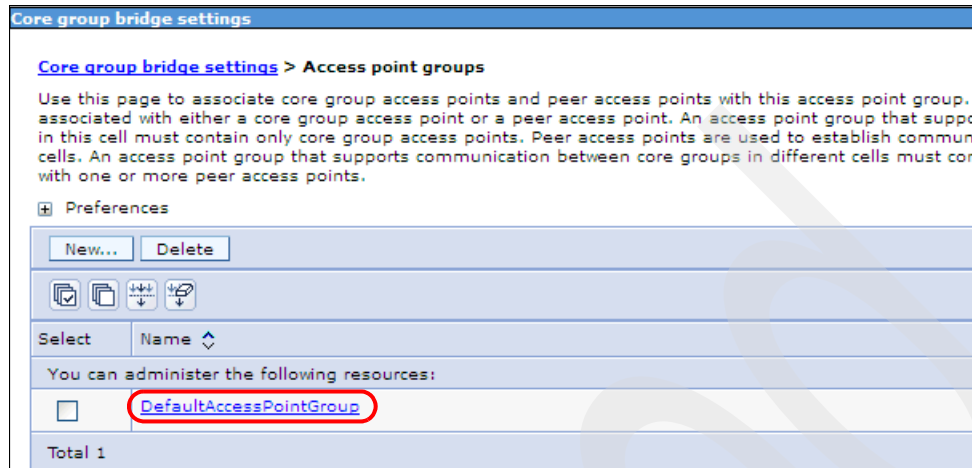 Core group bridge settings
Core group bridge settings > Access point groups
Use this page to associate core group access points and peer access points with this access point group.
associated with either a core group access point or a peer access point. An access point group that
in this cell must contain only core group access points. Peer access points are used to establish
cells. An access point group that supports communication between core groups in different cells must
with one or more peer access points.
Preferences
New... Delete
Select Name
You can administer the following resources:
DefaultAccessPointGroup
Total 1